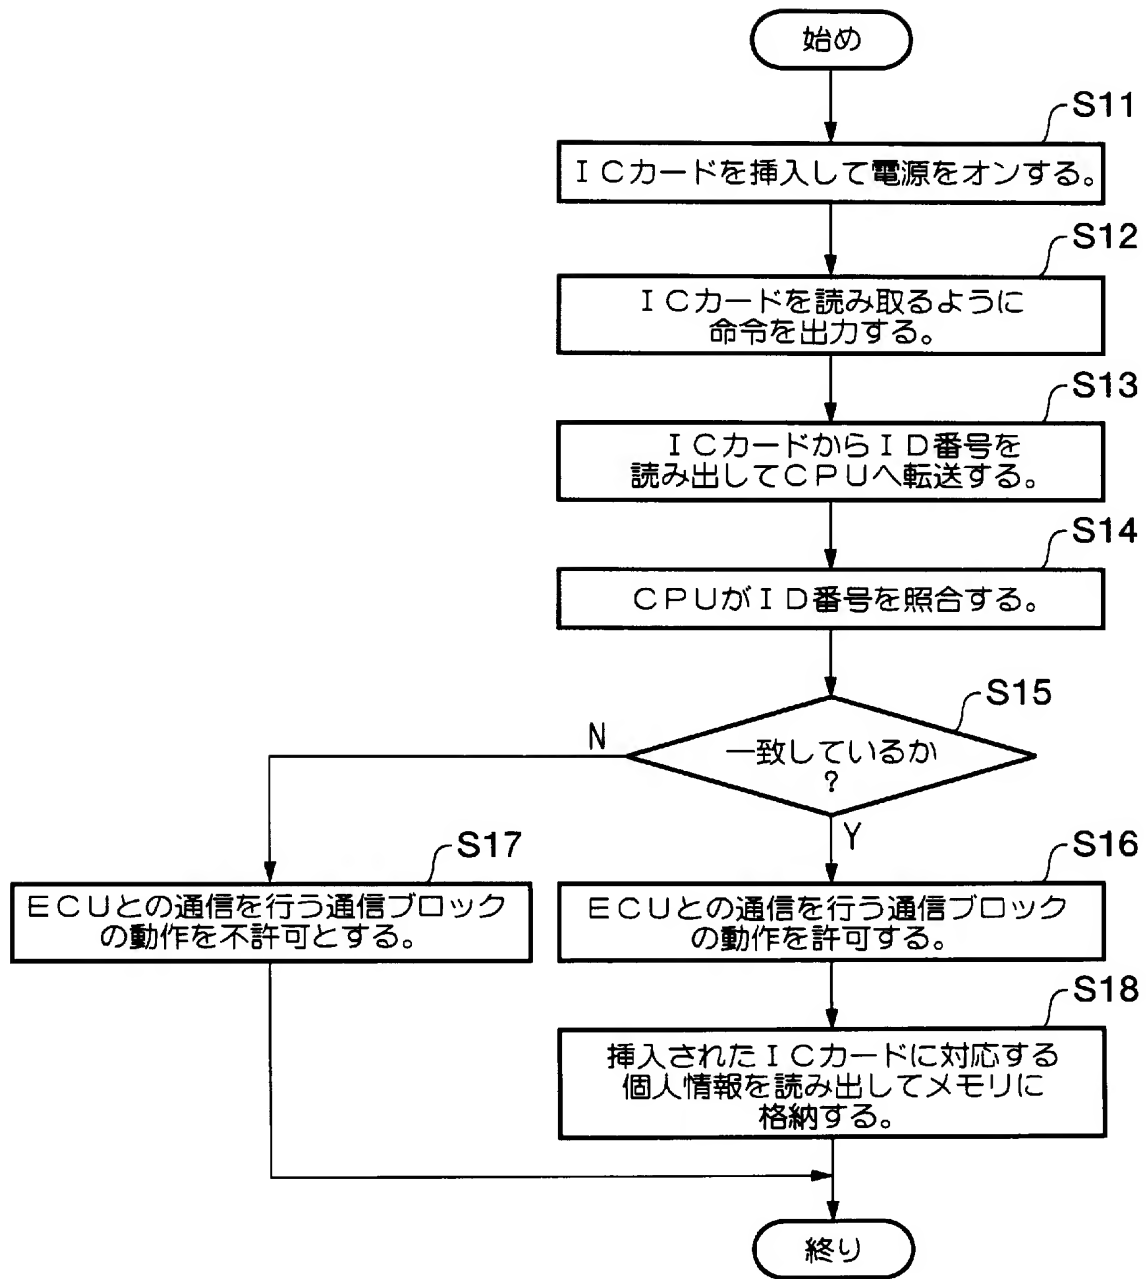 始め
S11
ＩＣカードを挿入して電源をオンする。
S12
ＩＣカードを読み取るように
命令を出力する。
S13
ＩＣカードからＩＤ番号を
読み出してＣＰＵへ転送する。
S14
ＣＰＵがＩＤ番号を照合する。
S15
一致しているか
?
N
Y
S17
ＥＣＵとの通信を行う通信ブロック
の動作を不許可とする。
S16
ＥＣＵとの通信を行う通信ブロック
の動作を許可する。
S18
挿入されたＩＣカードに対応する
個人情報を読み出してメモリに
格納する。
終り